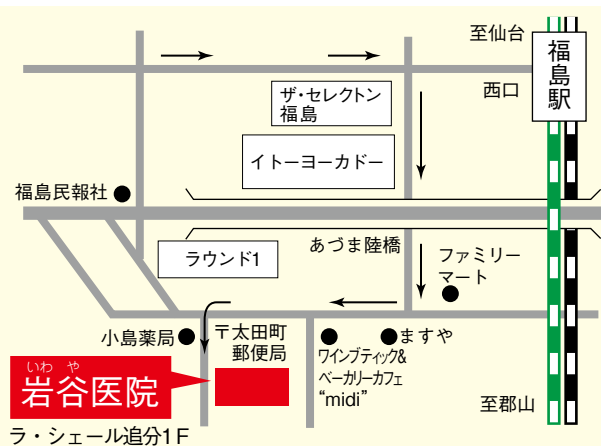 至仙台
福島駅
西口
ザ・セレクトン
福島
イトーヨーカドー
福島民報社
あづま陸橋
ラウンド1
ファミリー
マート
小島薬局
〒太田町
郵便局
ますや
ワインブティック&
ベーカリーカフェ
“midi”
いわや
岩谷医院
至郡山
ラ・シェール追分1F